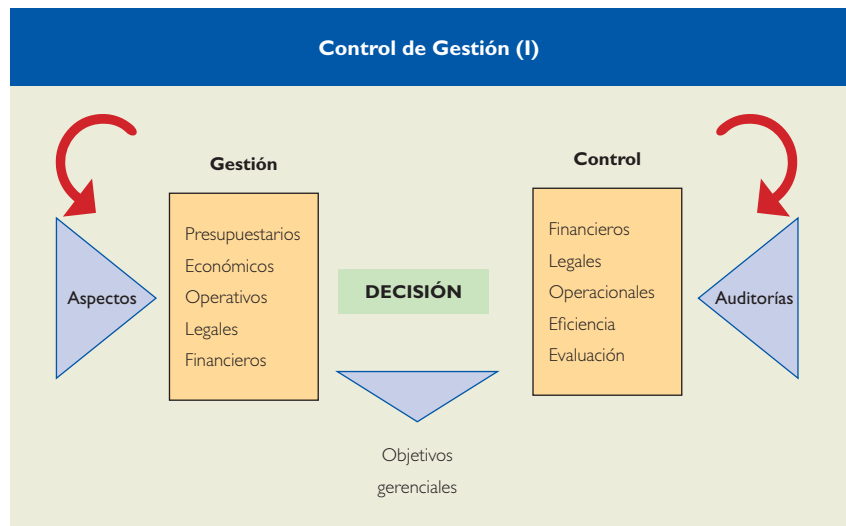 Control de Gestión (I)
Gestión
Presupuestarios
Económicos
Operativos
Legales
Financieros
Aspectos
DECISIÓN
Objetivos
gerenciales
Control
Financieros
Legales
Operacionales
Eficiencia
Evaluación
Auditorías